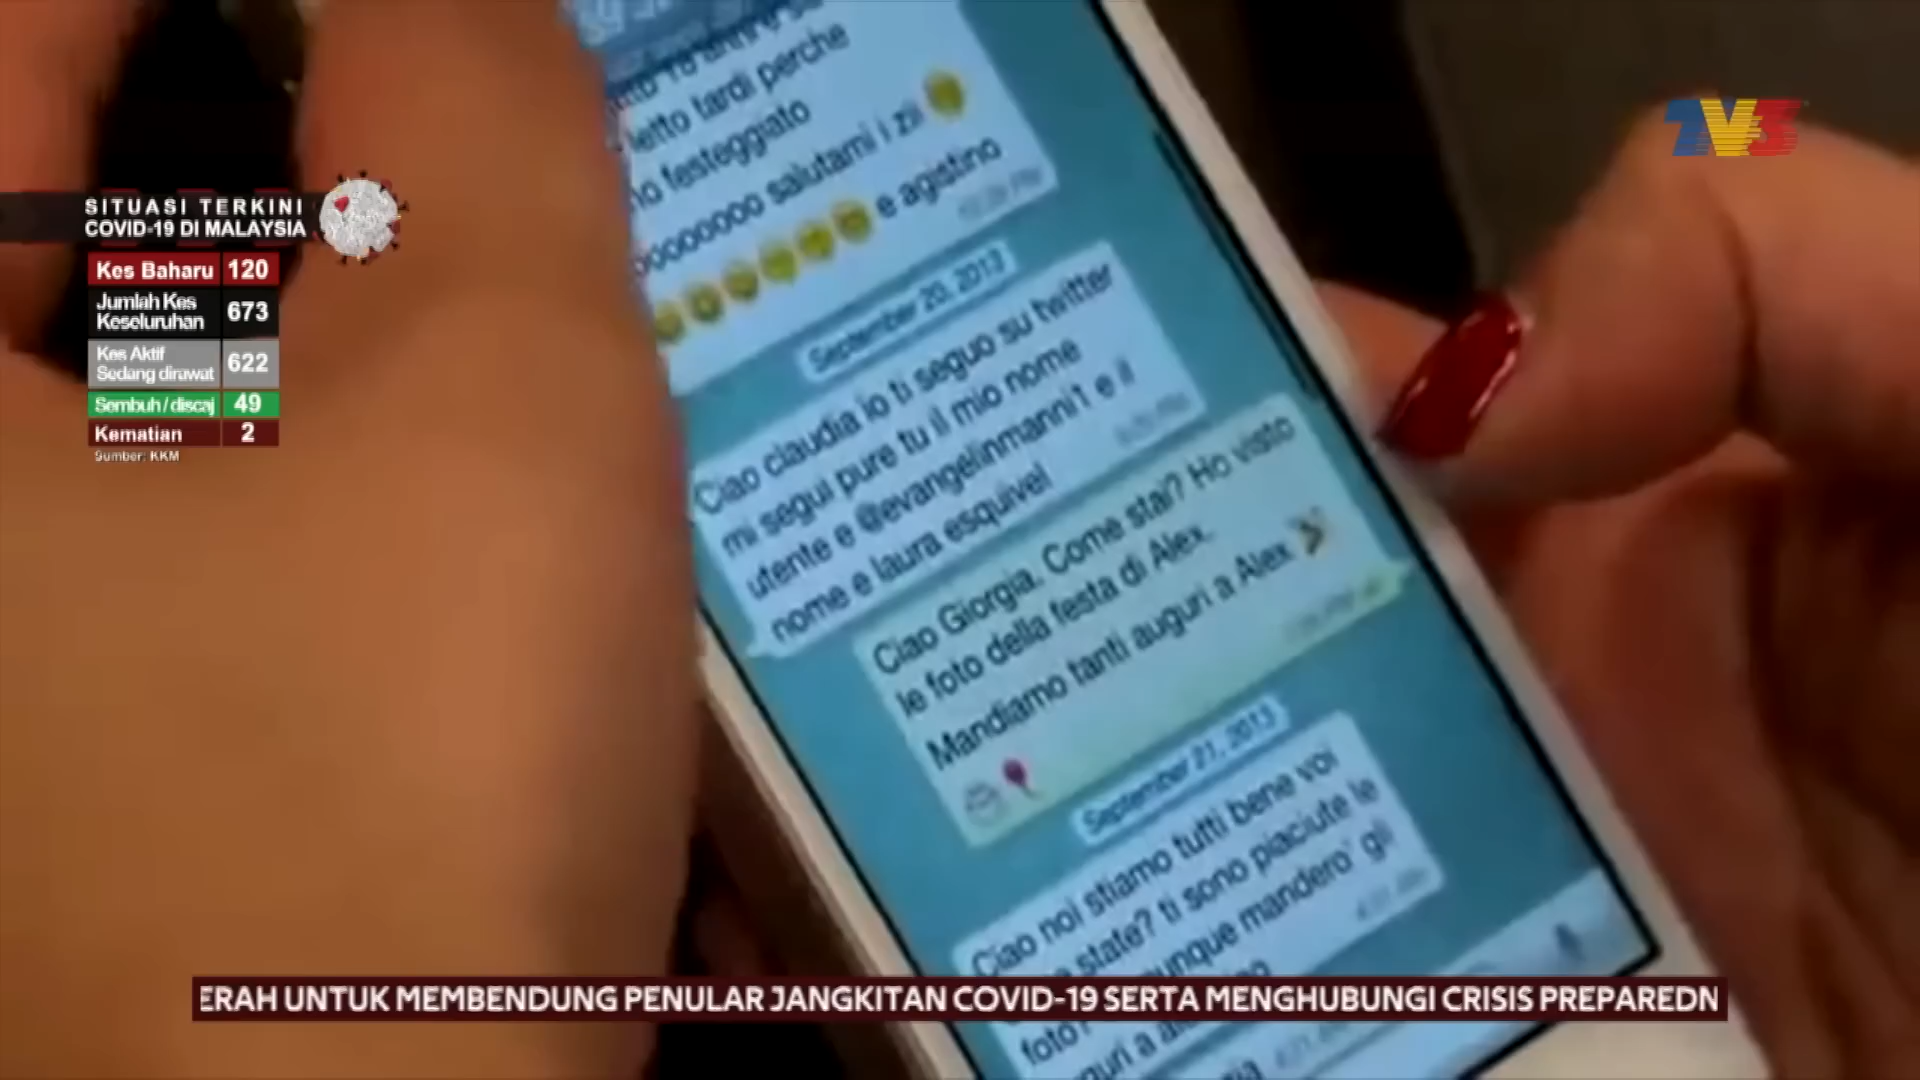 TV3
SITUASI TERKINI
COVID-19 DI MALAYSIA
Kes Baharu 120
Jumlah Kes
Keseluruhan 673
Kes Aktif
Sedang dirawat 622
Sembuh / discaj 49
Kematian 2
Sumber: KKM
letto tardi perche
festeggiato
salutami i zii
e agistino
September 20, 2013
Ciao claudia io ti seguo su twitter
mi segui pure tu il mio nome
utente e @evangelinmanni1 e il
nome e laura esquivel
Ciao Giorgia. Come stai? Ho visto
le foto della festa di Alex.
Mandiamo tanti auguri a Alex
September 21, 2013
Ciao noi stiamo tutti bene voi
state? ti sono piaciute le
mandero' gli
ERAH UNTUK MEMBENDUNG PENULAR JANGKITAN COVID-19 SERTA MENGHUBUNGI CRISIS PREPAREDN